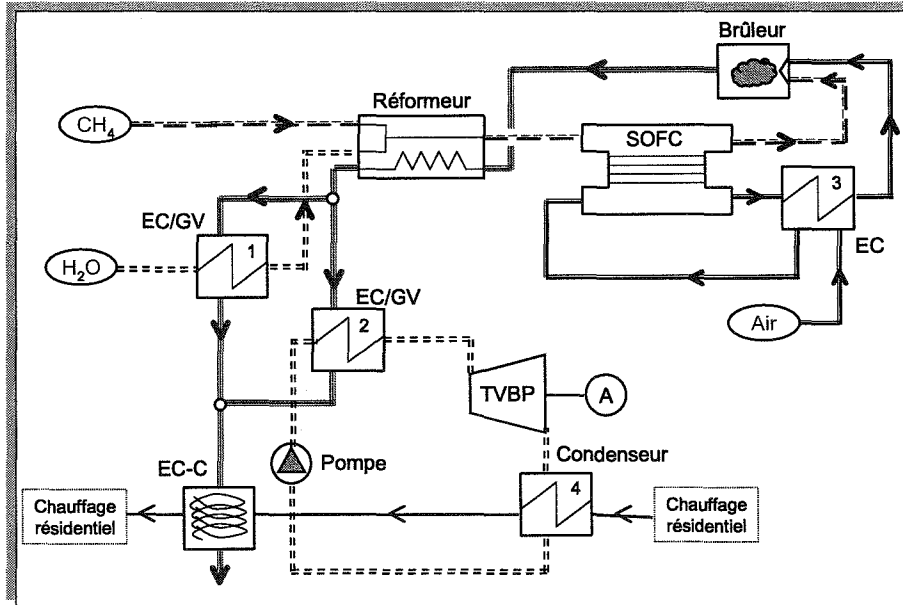 Brûleur
Réformeur
CH4
SOFC
3
EC/GV
1
EC
H2O
EC/GV
2
Air
TVBP
A
EC-C
Pompe
Condenseur
4
Chauffage
résidentiel
Chauffage
résidentiel